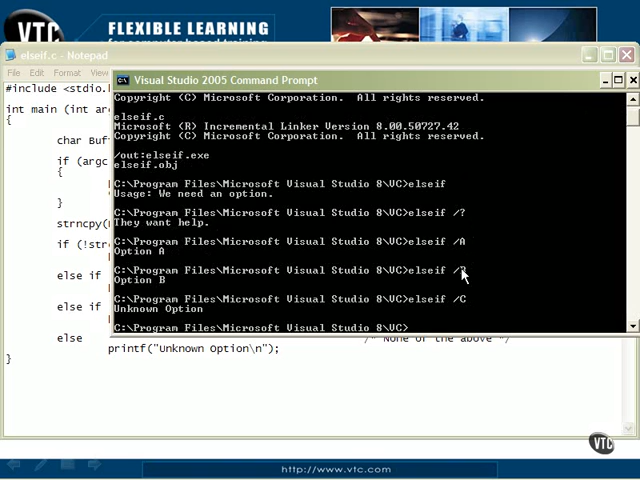 VTC
FLEXIBLE LEARNING
for computer based training
elseif.c - Notepad
File Edit Format View
Visual Studio 2005 Command Prompt
#include <stdio.
Copyright (C) Microsoft Corporation. All rights reserved.
int main (int ar
elseif.c
{
Microsoft (R) Incremental Linker Version 8.00.50727.42
Copyright (C) Microsoft Corporation. All rights reserved.
char Buf
/out:elseif.exe
if (argc
elseif.obj
{
C:\Program Files\Microsoft Visual Studio 8\VC>elseif
Usage: We need an option.
}
C:\Program Files\Microsoft Visual Studio 8\VC>elseif /?
strncpy(
They want help.
if (!str
C:\Program Files\Microsoft Visual Studio 8\VC>elseif /A
Option A
else if
C:\Program Files\Microsoft Visual Studio 8\VC>elseif /
Option B
else if
C:\Program Files\Microsoft Visual Studio 8\VC>elseif /C
Unknown Option
C:\Program Files\Microsoft Visual Studio 8\VC>
else /* None of the above */
printf("Unknown Option\n");
}
VTC
http://www.vtc.com